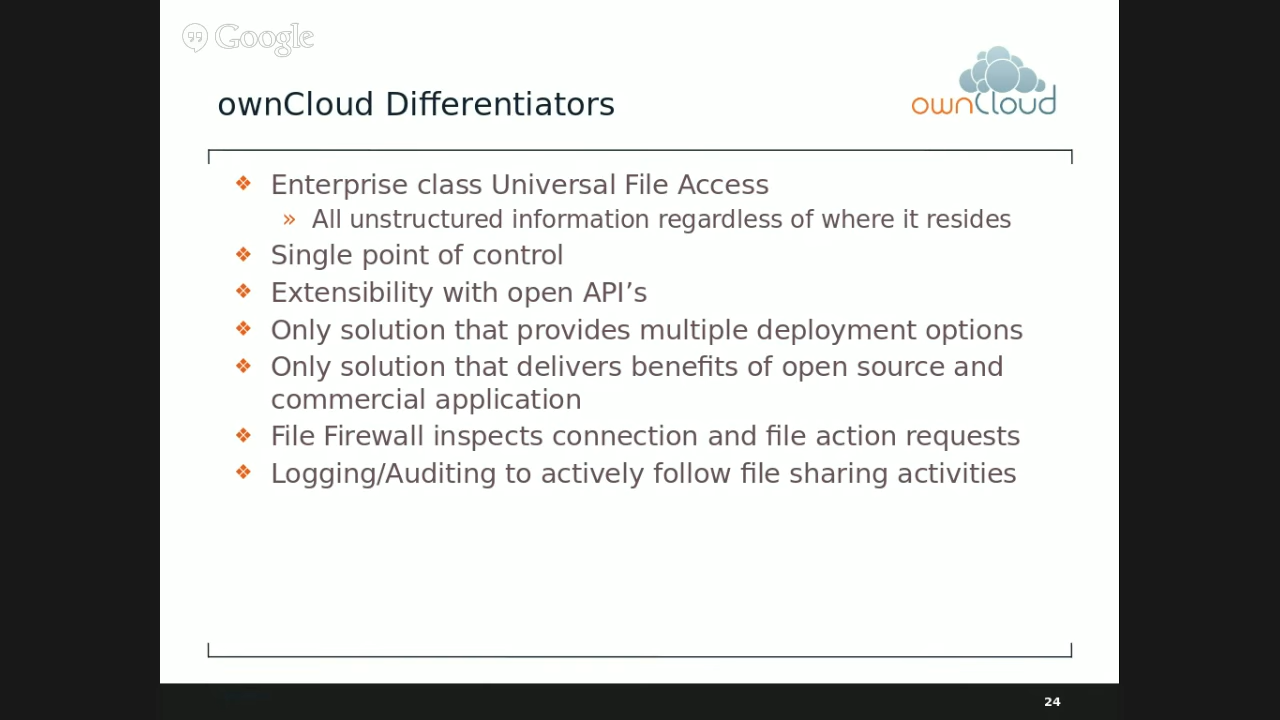 Google
ownCloud
ownCloud Differentiators
❖ Enterprise class Universal File Access
» All unstructured information regardless of where it resides
❖ Single point of control
❖ Extensibility with open API’s
❖ Only solution that provides multiple deployment options
❖ Only solution that delivers benefits of open source and
commercial application
❖ File Firewall inspects connection and file action requests
❖ Logging/Auditing to actively follow file sharing activities
24